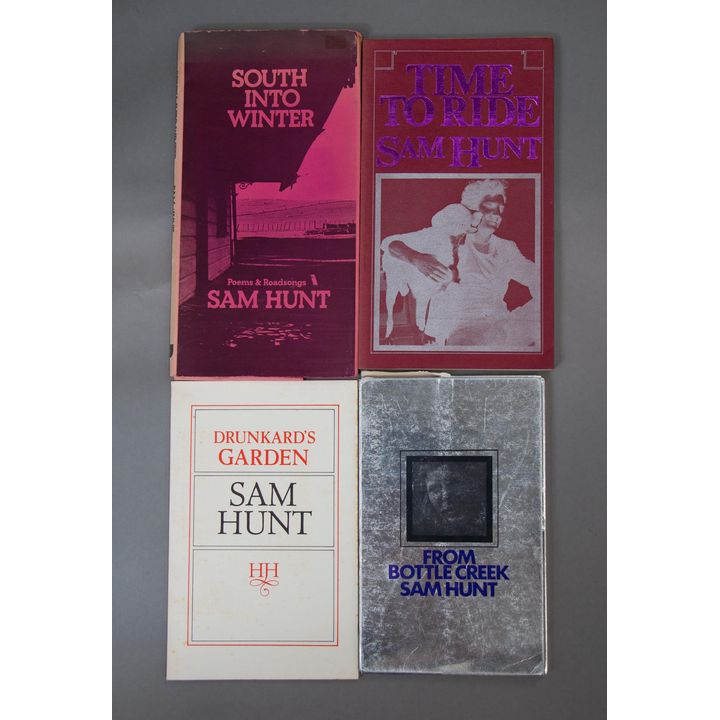 SOUTH
INTO
WINTER
Poems & Roadsongs
SAM HUNT
TIME
TO RIDE
SAM HUNT
DRUNKARD'S
GARDEN
SAM
HUNT
HH
FROM
BOTTLE CREEK
SAM HUNT